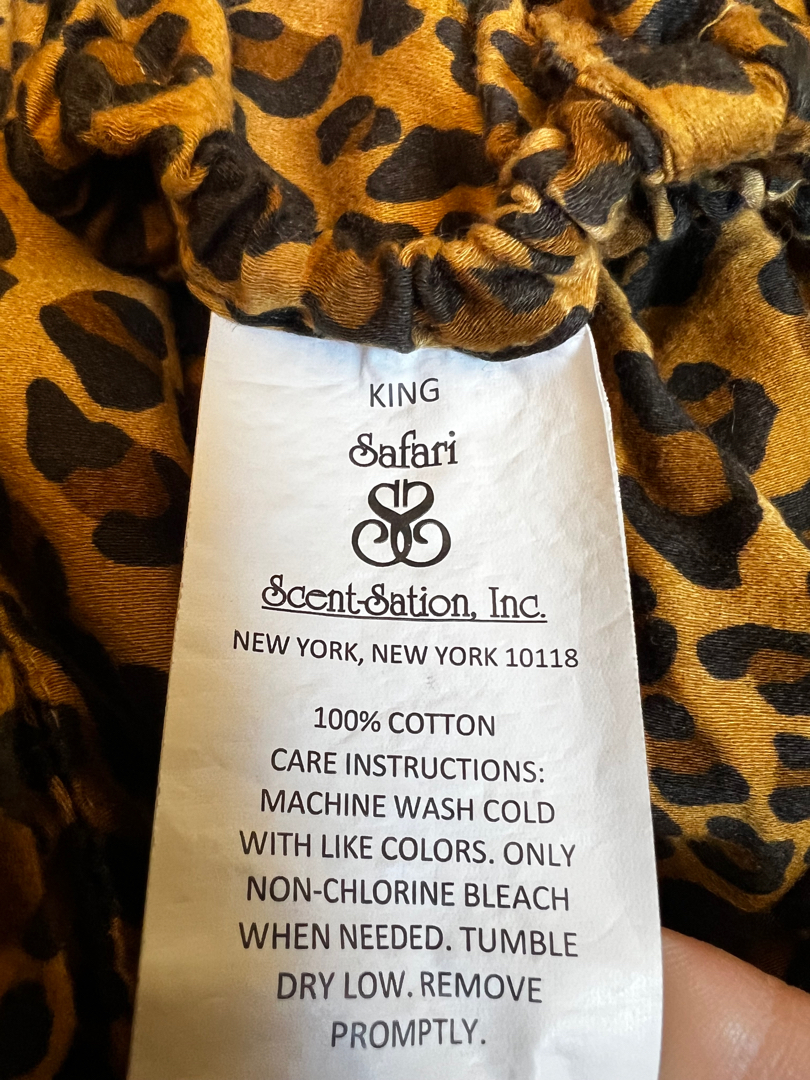 KING
Safari
Scent-Sation, Inc.
NEW YORK, NEW YORK 10118
100% COTTON
CARE INSTRUCTIONS:
MACHINE WASH COLD
WITH LIKE COLORS. ONLY
NON-CHLORINE BLEACH
WHEN NEEDED. TUMBLE
DRY LOW. REMOVE
PROMPTLY.